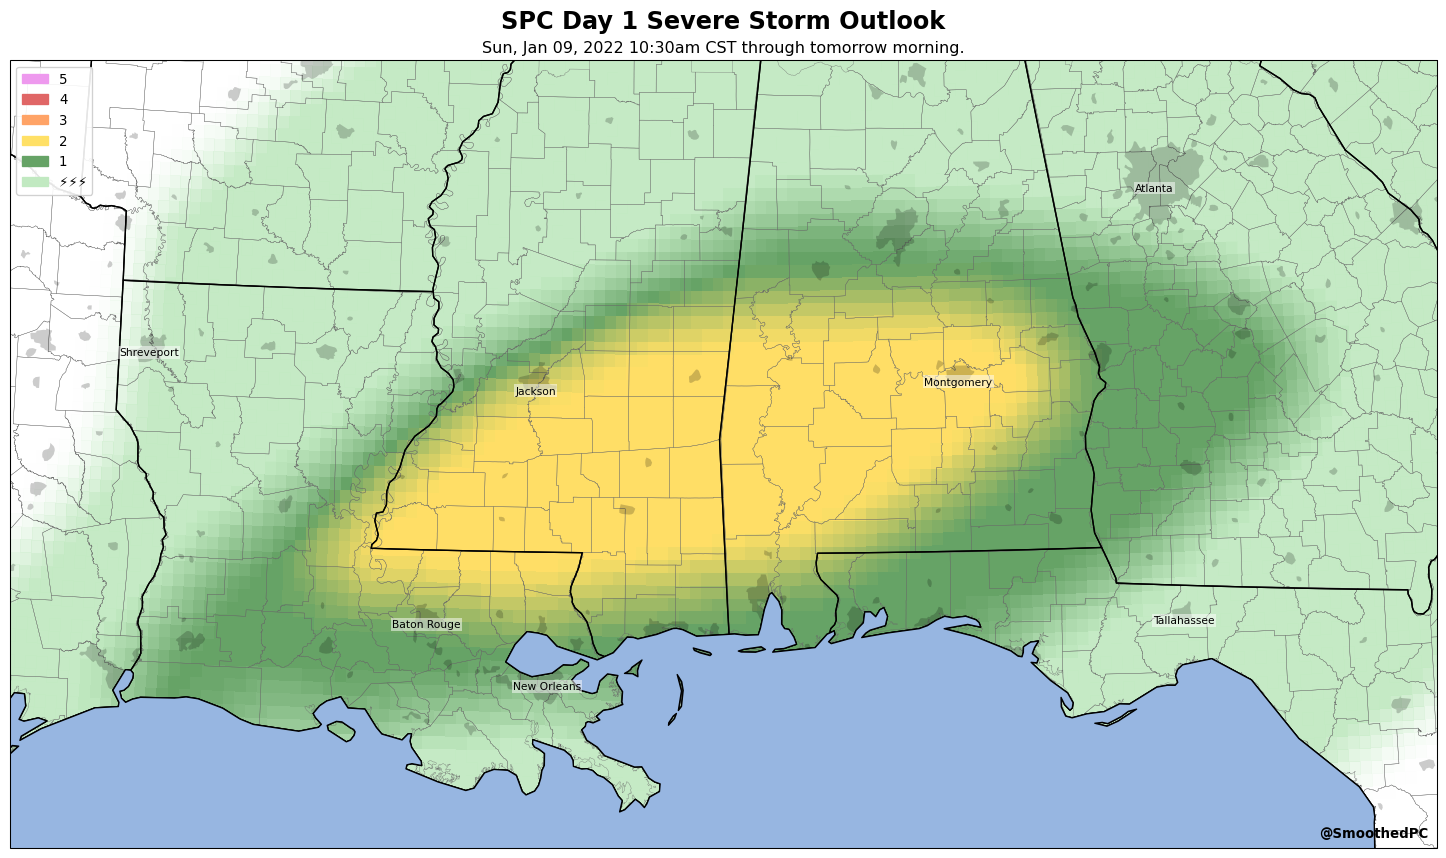 SPC Day 1 Severe Storm Outlook
Sun, Jan 09, 2022 10:30am CST through tomorrow morning.
5
4
3
2
1
⚡⚡⚡
Atlanta
Shreveport
Jackson
Montgomery
Baton Rouge
Tallahassee
New Orleans
@SmoothedPC